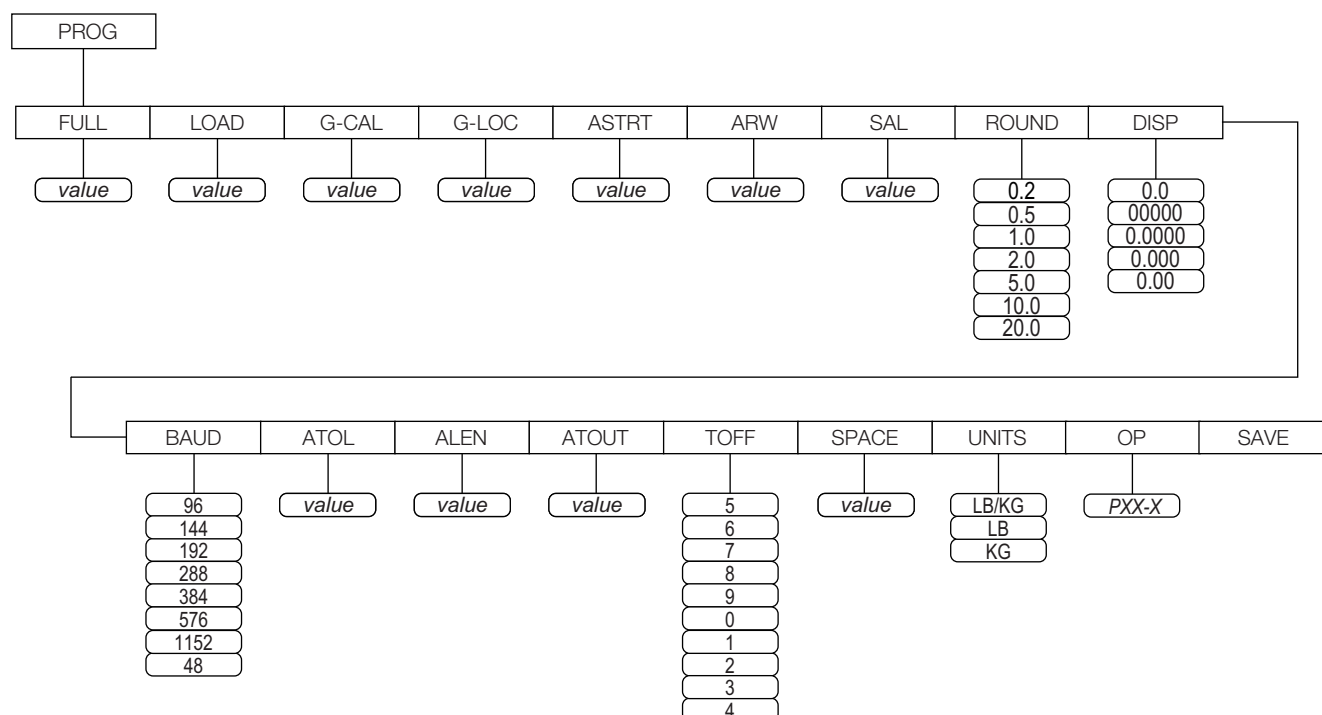 PROG
FULL LOAD G-CAL G-LOC ASTRT ARW SAL ROUND DISP
value value value value value value value 0.2 0.0
0.5 00000
1.0 0.0000
2.0 0.000
5.0 0.00
10.0
20.0
BAUD ATOL ALEN ATOUT TOFF SPACE UNITS OP SAVE
96 value value value 5 value LB/KG PXX-X
144 6 LB
192 7 KG
288 8
384 9
576 0
1152 1
48 2
3
4